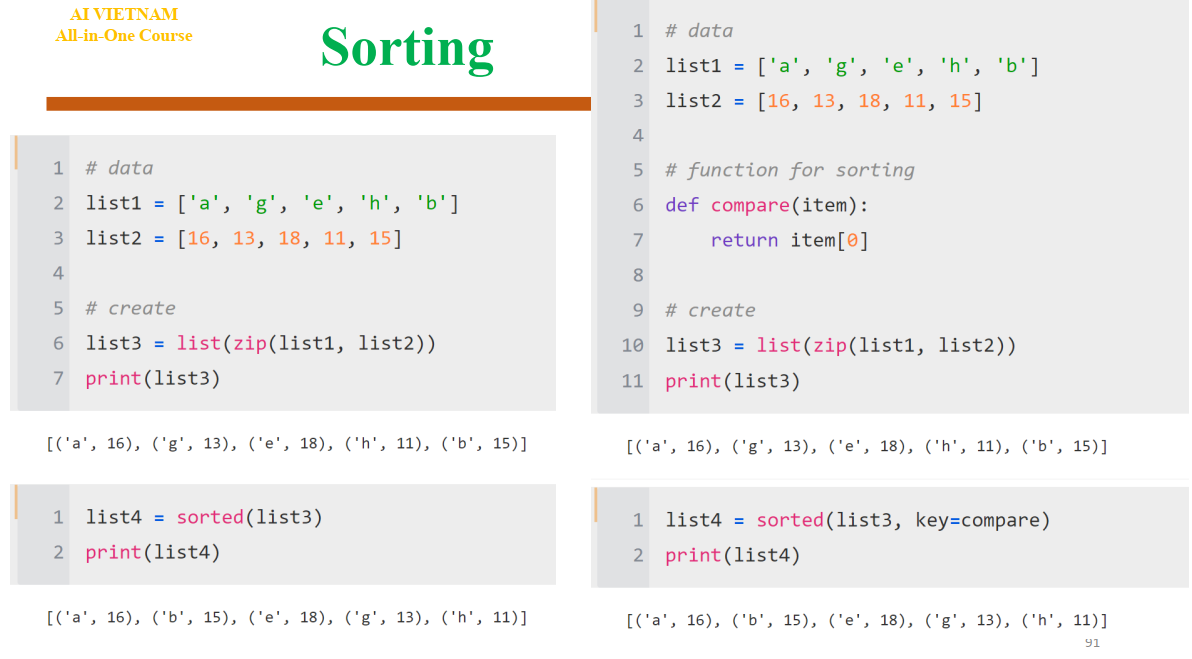 AI VIETNAM
All-in-One Course
Sorting
1 # data
2 list1 = ['a', 'g', 'e', 'h', 'b']
3 list2 = [16, 13, 18, 11, 15]
4
5 # create
6 list3 = list(zip(list1, list2))
7 print(list3)
[('a', 16), ('g', 13), ('e', 18), ('h', 11), ('b', 15)]
1 list4 = sorted(list3)
2 print(list4)
[('a', 16), ('b', 15), ('e', 18), ('g', 13), ('h', 11)]
1 # data
2 list1 = ['a', 'g', 'e', 'h', 'b']
3 list2 = [16, 13, 18, 11, 15]
4
5 # function for sorting
6 def compare(item):
7     return item[0]
8
9 # create
10 list3 = list(zip(list1, list2))
11 print(list3)
[('a', 16), ('g', 13), ('e', 18), ('h', 11), ('b', 15)]
1 list4 = sorted(list3, key=compare)
2 print(list4)
[('a', 16), ('b', 15), ('e', 18), ('g', 13), ('h', 11)]
91